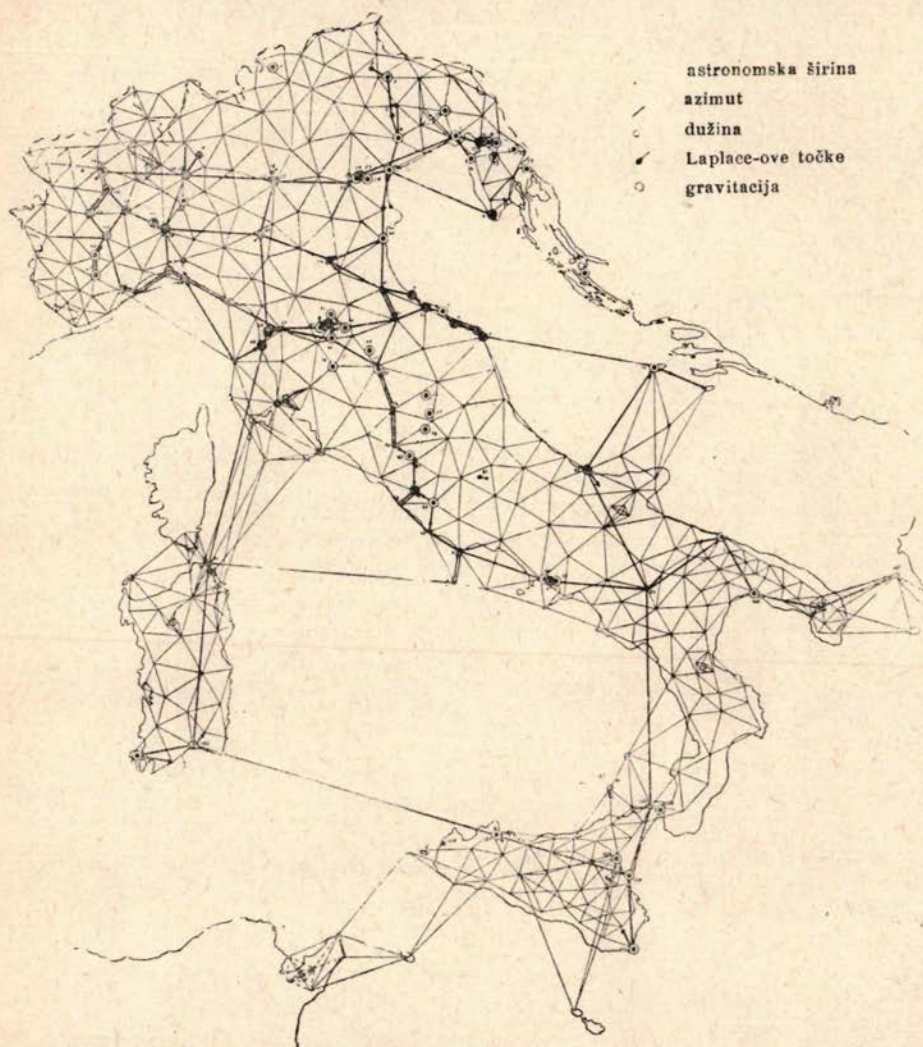 astronomska širina
azimut
dužina
Laplace-ove točke
gravitacija